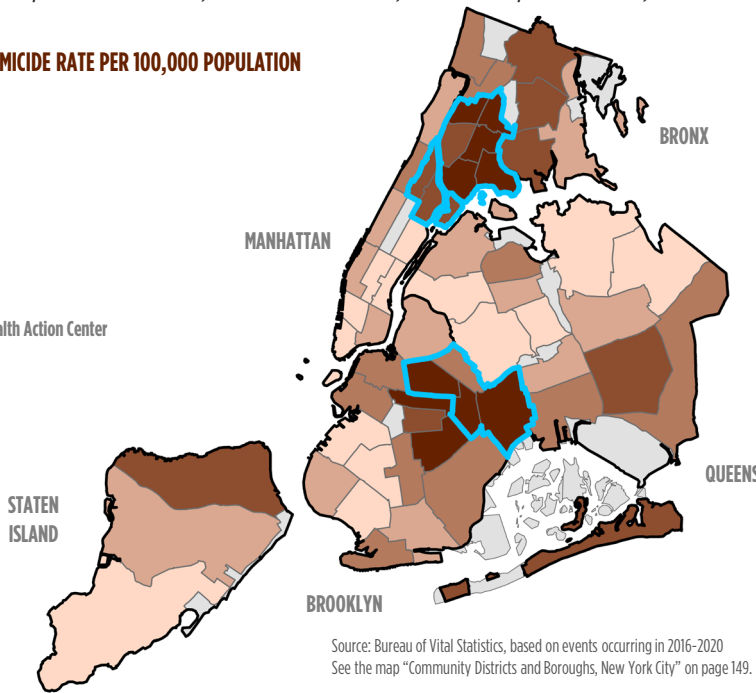 MICIDE RATE PER 100,000 POPULATION
BRONX
MANHATTAN
alth Action Center
QUEENS
STATEN
ISLAND
BROOKLYN
Source: Bureau of Vital Statistics, based on events occurring in 2016-2020
See the map “Community Districts and Boroughs, New York City” on page 149.